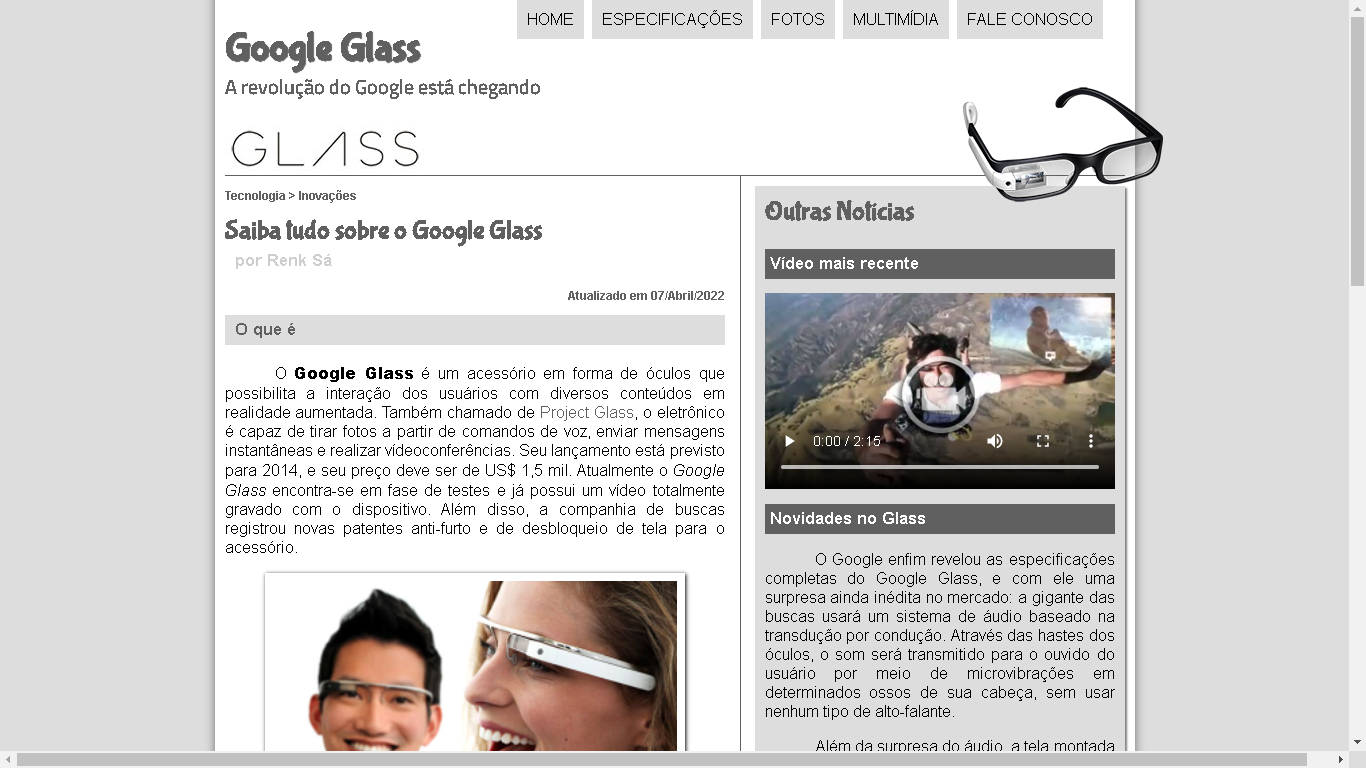 HOME ESPECIFICAÇÕES FOTOS MULTIMÍDIA FALE CONOSCO
Google Glass
A revolução do Google está chegando
GLASS
Tecnologia > Inovações
Saiba tudo sobre o Google Glass
por Renk Sá
Atualizado em 07/Abril/2022
O que é
O Google Glass é um acessório em forma de óculos que
possibilita a interação dos usuários com diversos conteúdos em
realidade aumentada. Também chamado de Project Glass, o eletrônico
é capaz de tirar fotos a partir de comandos de voz, enviar mensagens
instantâneas e realizar vídeoconferências. Seu lançamento está previsto
para 2014, e seu preço deve ser de US$ 1,5 mil. Atualmente o Google
Glass encontra-se em fase de testes e já possui um vídeo totalmente
gravado com o dispositivo. Além disso, a companhia de buscas
registrou novas patentes anti-furto e de desbloqueio de tela para o
acessório.
Outras Notícias
Vídeo mais recente
0:00 / 2:15
Novidades no Glass
O Google enfim revelou as especificações
completas do Google Glass, e com ele uma
surpresa ainda inédita no mercado: a gigante das
buscas usará um sistema de áudio baseado na
transdução por condução. Através das hastes dos
óculos, o som será transmitido para o ouvido do
usuário por meio de microvibrações em
determinados ossos de sua cabeça, sem usar
nenhum tipo de alto-falante.
Além da surpresa do áudio, a tela montada